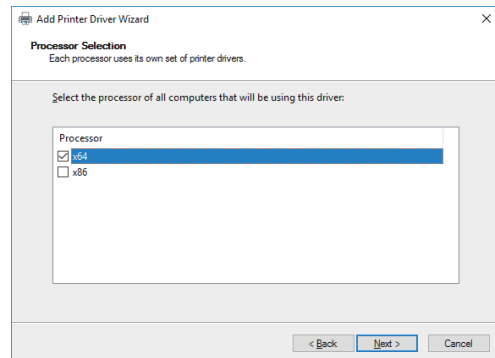 Add Printer Driver Wizard
Processor Selection
Each processor uses its own set of printer drivers.
Select the processor of all computers that will be using this driver:
Processor
x64
x86
< Back Next > Cancel